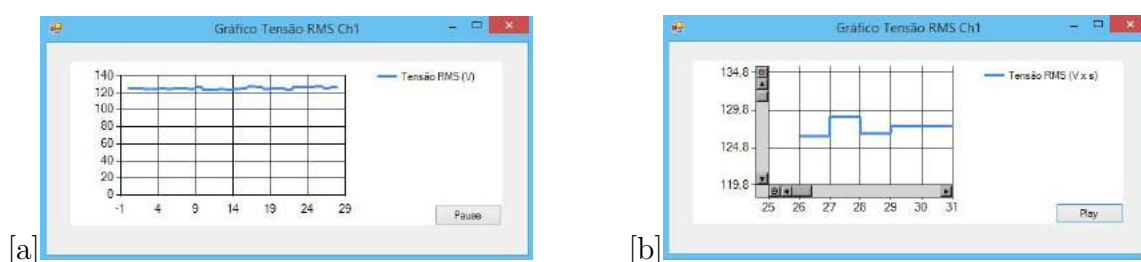 Gráfico Tensão RMS Ch1
140
120
100
80
60
40
20
0
-1 4 9 14 19 24 29
Tensão RMS (V)
Pause
[a]
Gráfico Tensão RMS Ch1
134.8
129.8
124.8
119.8
25 26 27 28 29 30 31
Tensão RMS (V x s)
Play
[b]